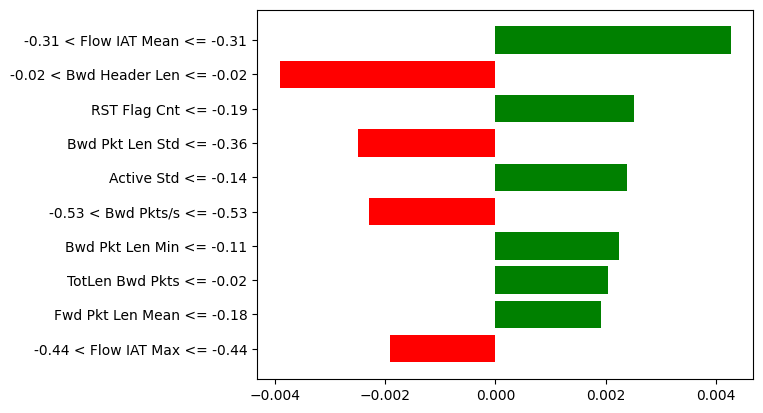 -0.31 < Flow IAT Mean <= -0.31
-0.02 < Bwd Header Len <= -0.02
RST Flag Cnt <= -0.19
Bwd Pkt Len Std <= -0.36
Active Std <= -0.14
-0.53 < Bwd Pkts/s <= -0.53
Bwd Pkt Len Min <= -0.11
TotLen Bwd Pkts <= -0.02
Fwd Pkt Len Mean <= -0.18
-0.44 < Flow IAT Max <= -0.44
−0.004 −0.002 0.000 0.002 0.004